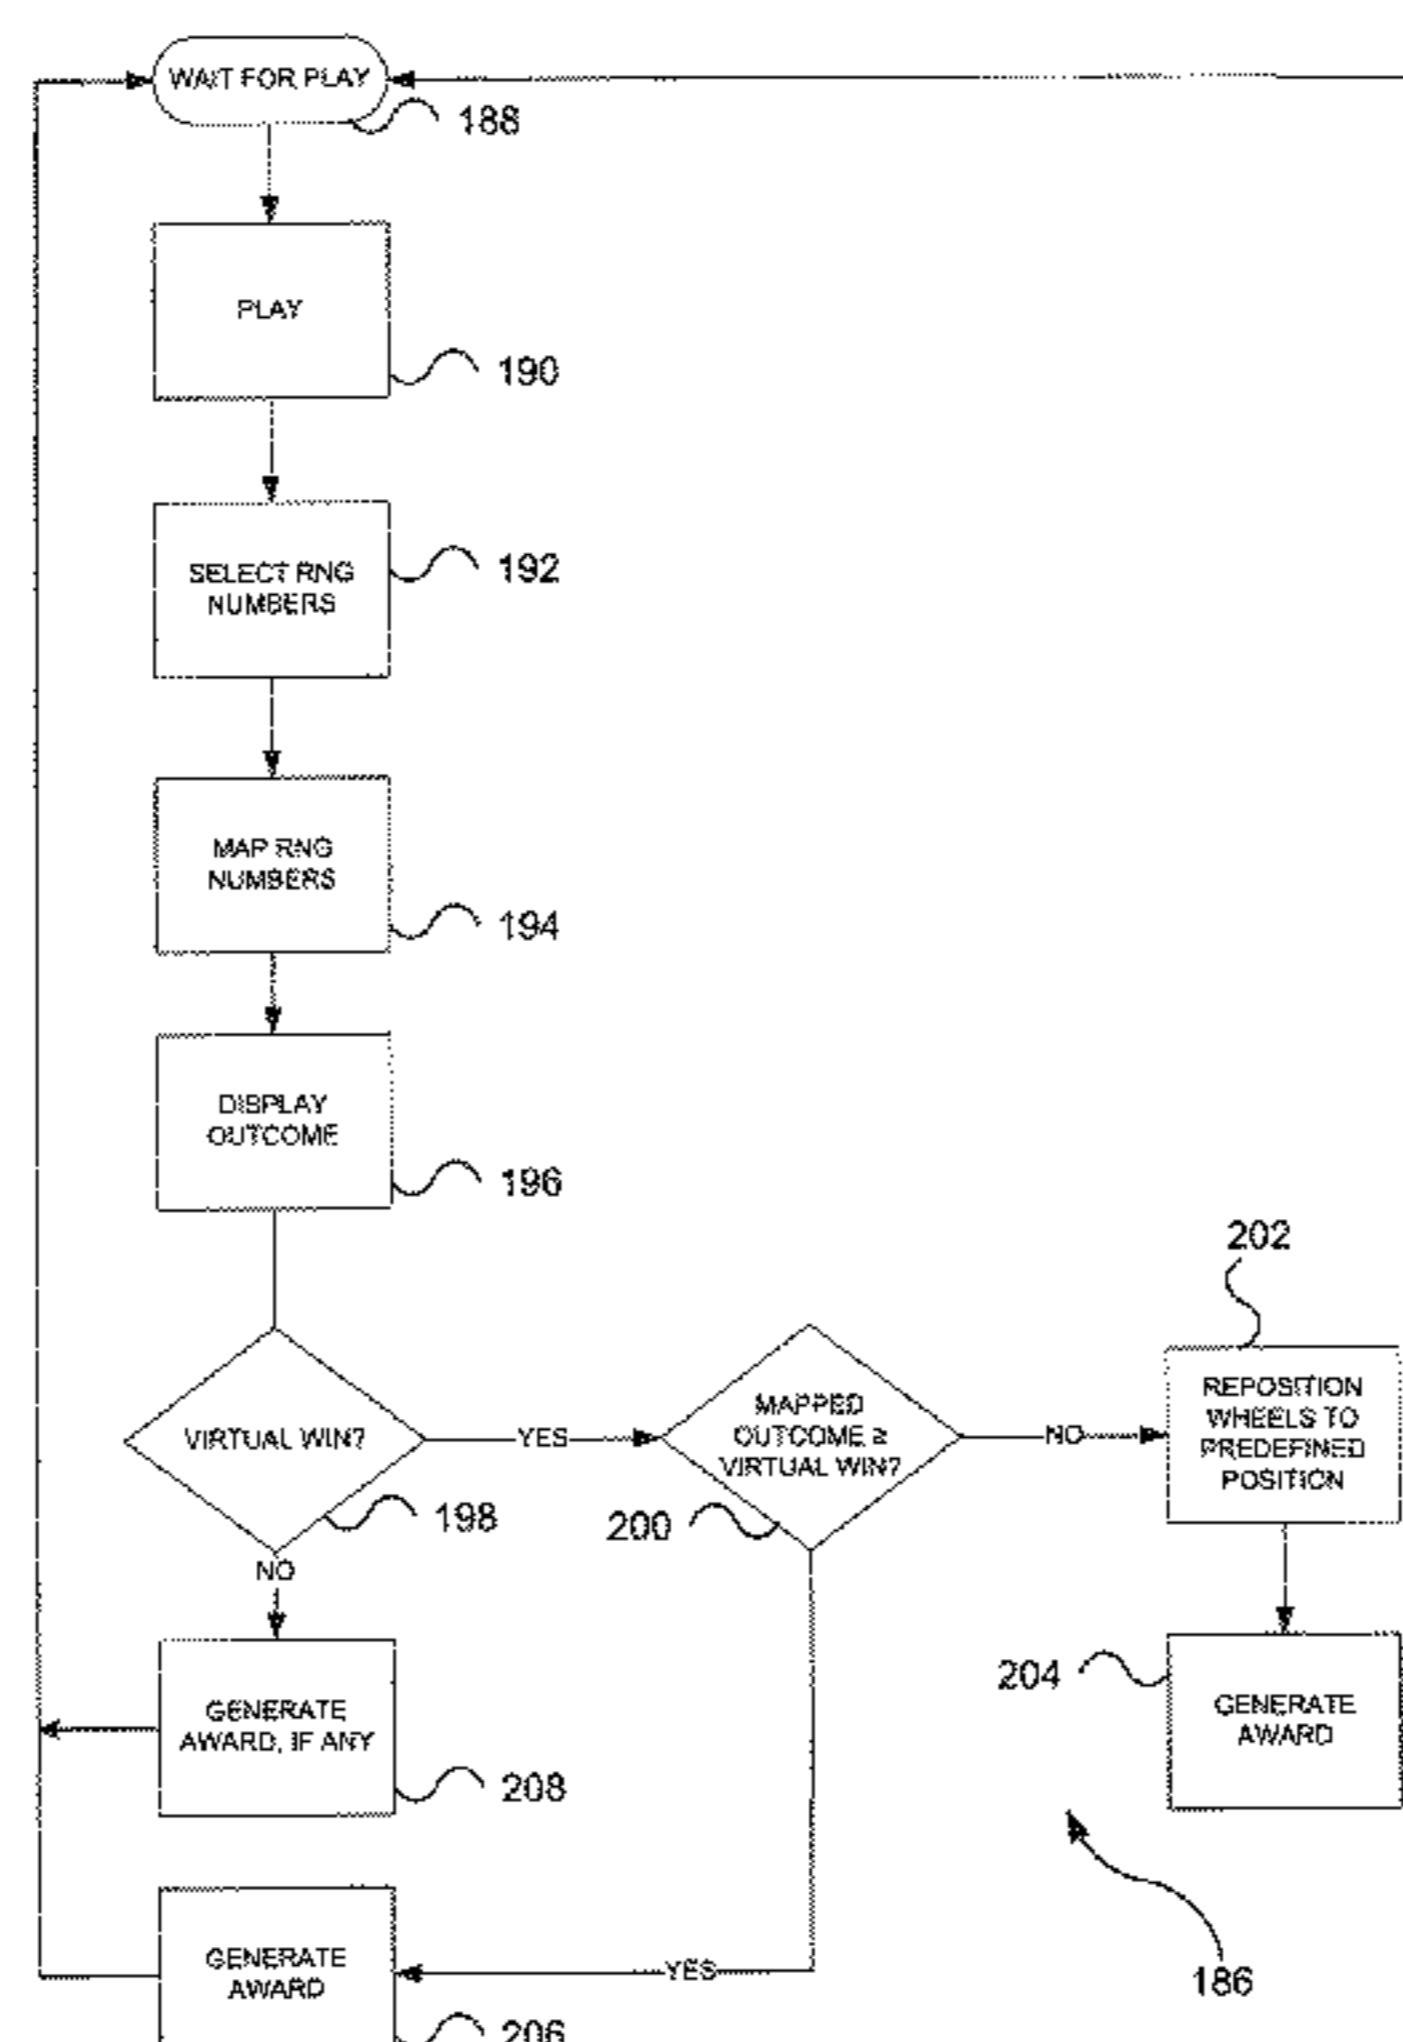 WAIT FOR PLAY
188
PLAY
190
SELECT RNG
NUMBERS
192
MAP RNG
NUMBERS
194
DISPLAY
OUTCOME
196
VIRTUAL WIN?
198
YES
MAPPED
OUTCOME ≥
VIRTUAL WIN?
200
NO
202
REPOSITION
WHEELS TO
PREDEFINED
POSITION
NO
GENERATE
AWARD, IF ANY
208
204
GENERATE
AWARD
GENERATE
AWARD
206
YES
186